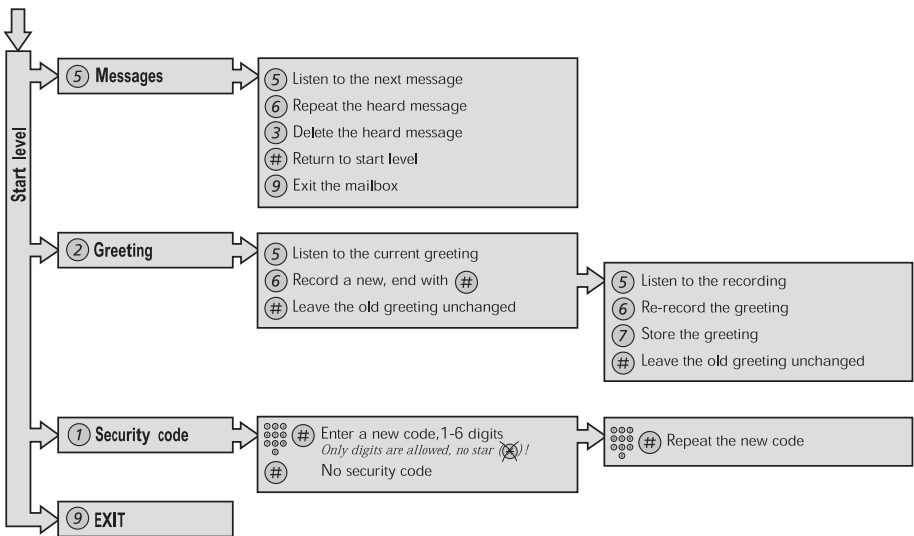 Start level
5 Messages
5 Listen to the next message
6 Repeat the heard message
3 Delete the heard message
# Return to start level
9 Exit the mailbox
2 Greeting
5 Listen to the current greeting
6 Record a new, end with #
# Leave the old greeting unchanged
5 Listen to the recording
6 Re-record the greeting
7 Store the greeting
# Leave the old greeting unchanged
1 Security code
# Enter a new code,1-6 digits
Only digits are allowed, no star (*)!
# No security code
# Repeat the new code
9 EXIT